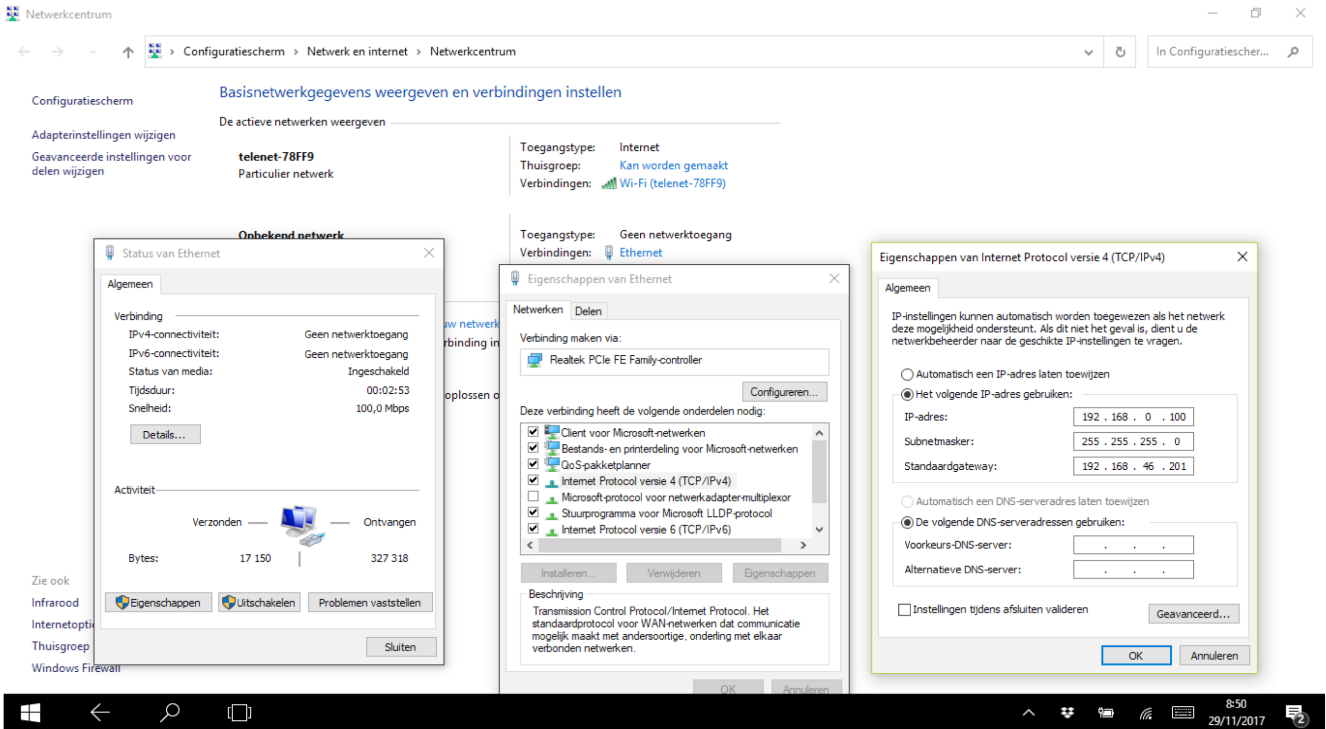 Netwerkcentrum
Configuratiescherm > Netwerk en internet > Netwerkcentrum
In Configuratiescher...
Configuratiescherm
Adapterinstellingen wijzigen
Geavanceerde instellingen voor
delen wijzigen
Basisnetwerkgegevens weergeven en verbindingen instellen
De actieve netwerken weergeven
telenet-78FF9
Particulier netwerk
Toegangstype: Internet
Thuisgroep: Kan worden gemaakt
Verbindingen: Wi-Fi (telenet-78FF9)
Onbekend netwerk
Toegangstype: Geen netwerktoegang
Verbindingen: Ethernet
uw netwerk
rbinding in
oplossen o
Zie ook
Infrarood
Internetopti
Thuisgroep
Windows Firewall
Status van Ethernet
Algemeen
Verbinding
IPv4-connectiviteit: Geen netwerktoegang
IPv6-connectiviteit: Geen netwerktoegang
Status van media: Ingeschakeld
Tijdsduur: 00:02:53
Snelheid: 100,0 Mbps
Details...
Activiteit
Verzonden — — Ontvangen
Bytes: 17 150 327 318
Eigenschappen Uitschakelen Problemen vaststellen
Sluiten
Eigenschappen van Ethernet
Netwerken Delen
Verbinding maken via:
Realtek PCIe FE Family-controller
Configureren...
Deze verbinding heeft de volgende onderdelen nodig:
Client voor Microsoft-netwerken
Bestands- en printerdeling voor Microsoft-netwerken
QoS-pakketplanner
Internet Protocol versie 4 (TCP/IPv4)
Microsoft-protocol voor netwerkadapter-multiplexor
Stuurprogramma voor Microsoft LLDP-protocol
Internet Protocol versie 6 (TCP/IPv6)
Installeren... Verwijderen Eigenschappen
Beschrijving
Transmission Control Protocol/Internet Protocol. Het
standaardprotocol voor WAN-netwerken dat communicatie
mogelijk maakt met andersoortige, onderling met elkaar
verbonden netwerken.
OK Annuleren
Eigenschappen van Internet Protocol versie 4 (TCP/IPv4)
Algemeen
IP-instellingen kunnen automatisch worden toegewezen als het netwerk
deze mogelijkheid ondersteunt. Als dit niet het geval is, dient u de
netwerkbeheerder naar de geschikte IP-instellingen te vragen.
Automatisch een IP-adres laten toewijzen
Het volgende IP-adres gebruiken:
IP-adres: 192 . 168 . 0 . 100
Subnetmasker: 255 . 255 . 255 . 0
Standaardgateway: 192 . 168 . 46 . 201
Automatisch een DNS-serveradres laten toewijzen
De volgende DNS-serveradressen gebruiken:
Voorkeurs-DNS-server: . . .
Alternatieve DNS-server: . . .
Instellingen tijdens afsluiten valideren
Geavanceerd...
OK Annuleren
8:50
29/11/2017
2